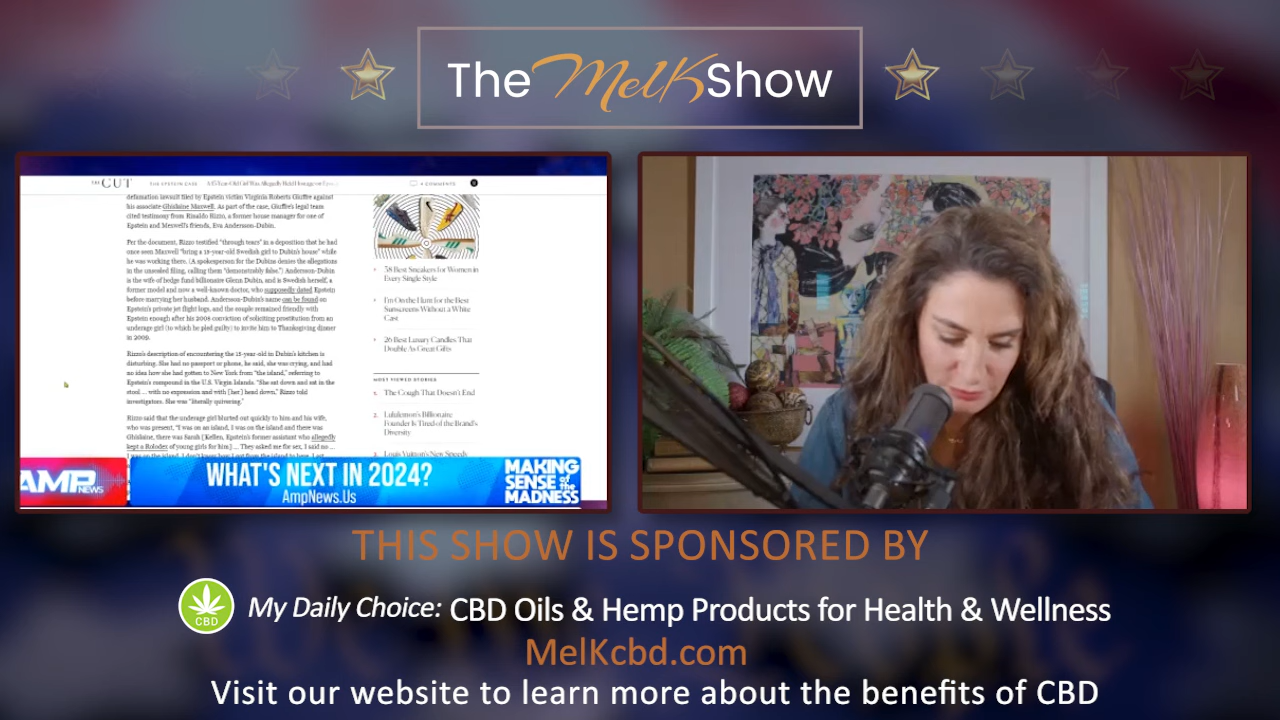 The MelK Show
THE CUT
THE EPSTEIN CASE
4 COMMENTS
defamation lawsuit filed by Epstein victim Virginia Roberts Giuffre against
his associate Ghislaine Maxwell. As part of the case, Giuffre's legal team
cited testimony from Rinaldo Rizzo, a former house manager for one of
Epstein and Maxwell's friends, Eva Andersson-Dubin.
Per the document, Rizzo testified "through tears" in a deposition that he had
once seen Maxwell "bring a 15-year-old Swedish girl to Dubin's house" while
he was working there. (A spokesperson for the Dubins denies the allegations
in the unsealed filing, calling them "demonstrably false.") Andersson-Dubin
is the wife of hedge fund billionaire Glenn Dubin, and is Swedish herself, a
former model and now a well-known doctor, who supposedly dated Epstein
before marrying her husband. Andersson-Dubin's name can be found on
Epstein's private jet flight logs, and the couple remained friendly with
Epstein enough after his 2008 conviction of soliciting prostitution from an
underage girl (to which he pled guilty) to invite him to Thanksgiving dinner
in 2009.
Rizzo's description of encountering the 15-year-old in Dubin's kitchen is
disturbing. She had no passport or phone, he said, she was crying, and had
no idea how she had gotten to New York from "the island," referring to
Epstein's compound in the U.S. Virgin Islands. "She sat down and sat in the
stool … with no expression and with [her] head down," Rizzo told
investigators. She was "literally quivering."
Rizzo said that the underage girl blurted out quickly to him and his wife,
who was present, "I was on an island, I was on the island and there was
Ghislaine, there was Sarah [Kellen, Epstein's former assistant who allegedly
kept a Rolodex of young girls for him] … They asked me for sex, I said no …
38 Best Sneakers for Women in
Every Single Style
I'm On the Hunt for the Best
Sunscreens Without a White
Cast
26 Best Luxury Candles That
Double As Great Gifts
MOST VIEWED STORIES
1. The Cough That Doesn't End
2. Lululemon's Billionaire
Founder Is Tired of the Brand's
Diversity
3. Louis Vuitton's New Speedy
AMP NEWS
WHAT'S NEXT IN 2024?
AmpNews.Us
MAKING
SENSE of the
MADNESS
THIS SHOW IS SPONSORED BY
CBD
My Daily Choice: CBD Oils & Hemp Products for Health & Wellness
MelKcbd.com
Visit our website to learn more about the benefits of CBD